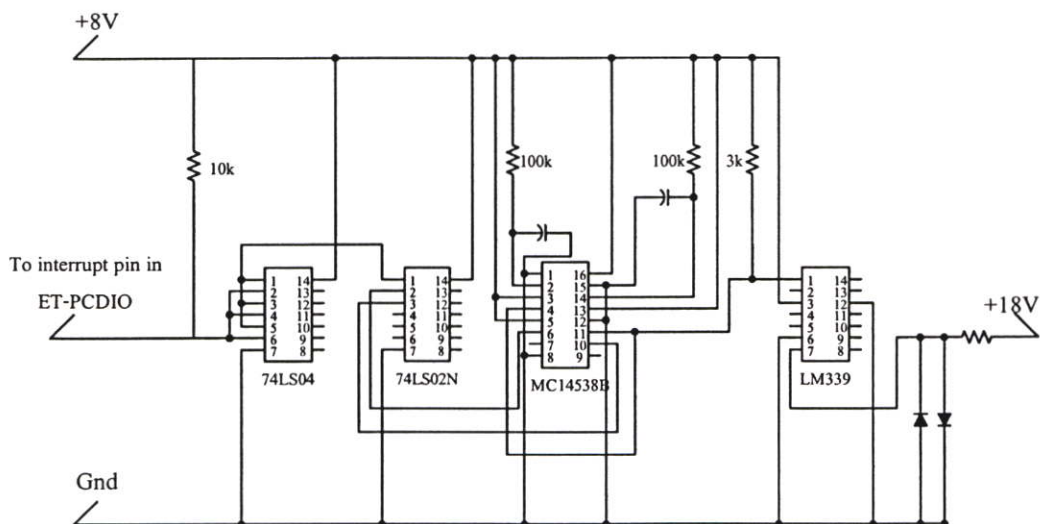 +8V
10k
100k
100k
3k
To interrupt pin in
ET-PCDIO
+18V
1 14
2 13
3 12
4 11
5 10
6 9
7 8
74LS04
1 14
2 13
3 12
4 11
5 10
6 9
7 8
74LS02N
1 16
2 15
3 14
4 13
5 12
6 11
7 10
8 9
MC14538B
1 14
2 13
3 12
4 11
5 10
6 9
7 8
LM339
Gnd